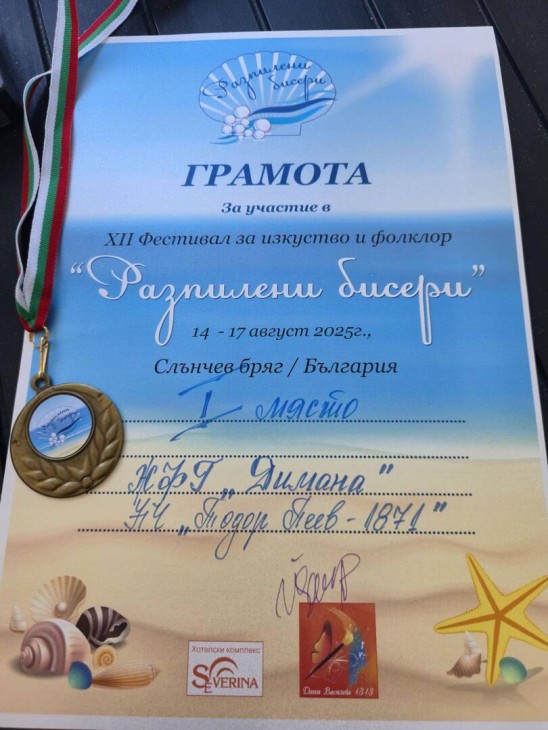 Разпилени
бисери
ГРАМОТА
За участие в
XII Фестивал за изкуство и фолклор
“Разпилени бисери”
14 - 17 август 2025г.,
Слънчев бряг / България
I място
ЖФГ „Димана"
НЧ „Тодор Пеев - 1871"
Хотелски комплекс
SEVERINA